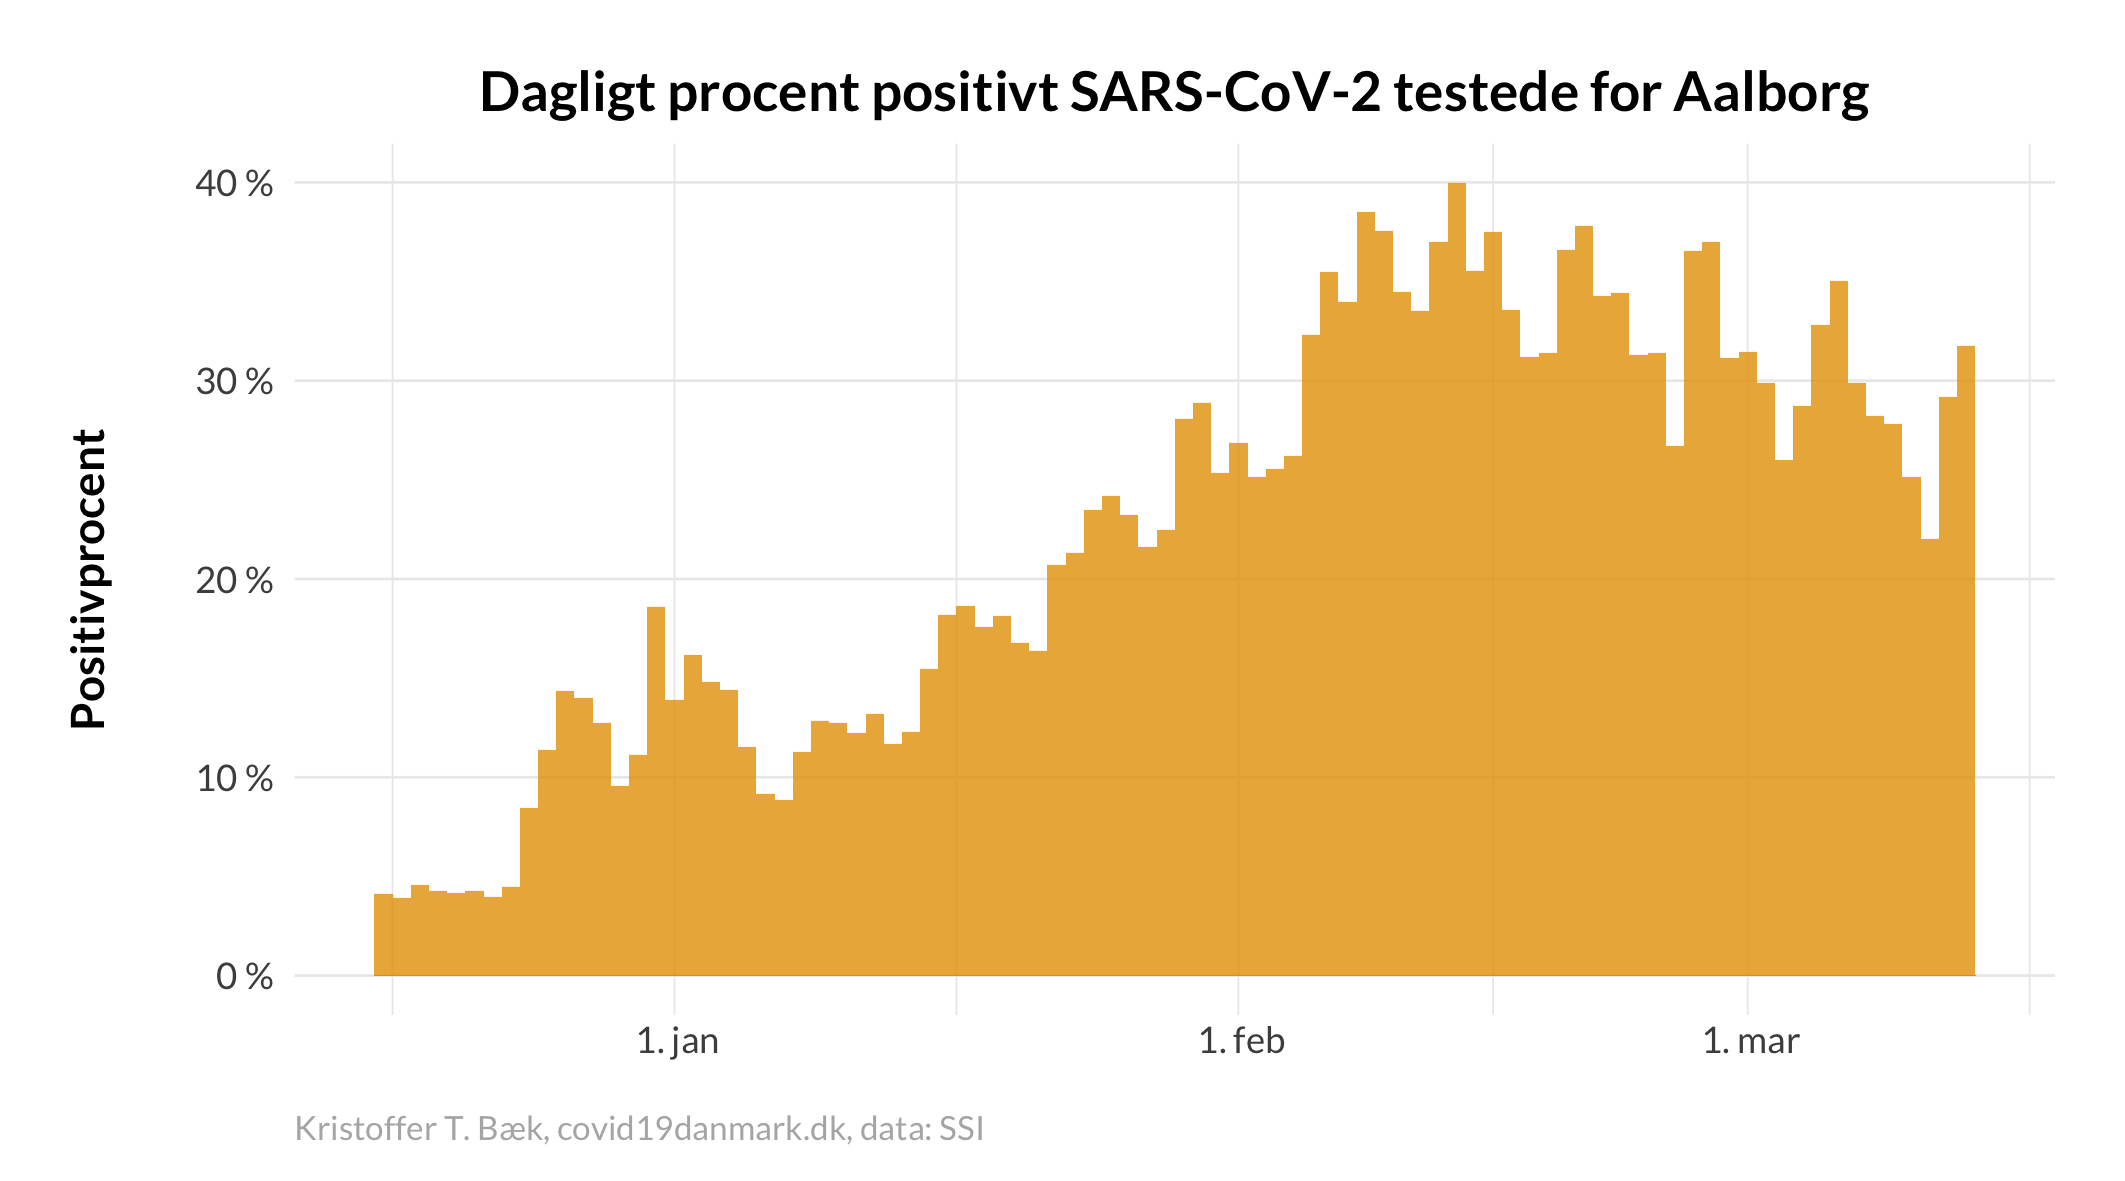 Dagligt procent positivt SARS-CoV-2 testede for Aalborg
Positivprocent
40 %
30 %
20 %
10 %
0 %
1. jan
1. feb
1. mar
Kristoffer T. Bæk, covid19danmark.dk, data: SSI